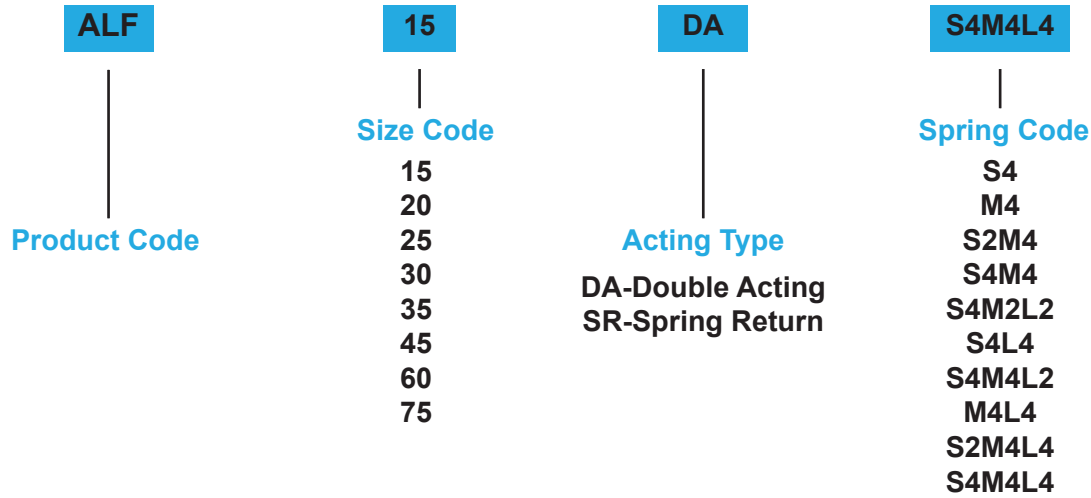 ALF
15
DA
S4M4L4
Product Code
Size Code
15
20
25
30
35
45
60
75
Acting Type
DA-Double Acting
SR-Spring Return
Spring Code
S4
M4
S2M4
S4M4
S4M2L2
S4L4
S4M4L2
M4L4
S2M4L4
S4M4L4